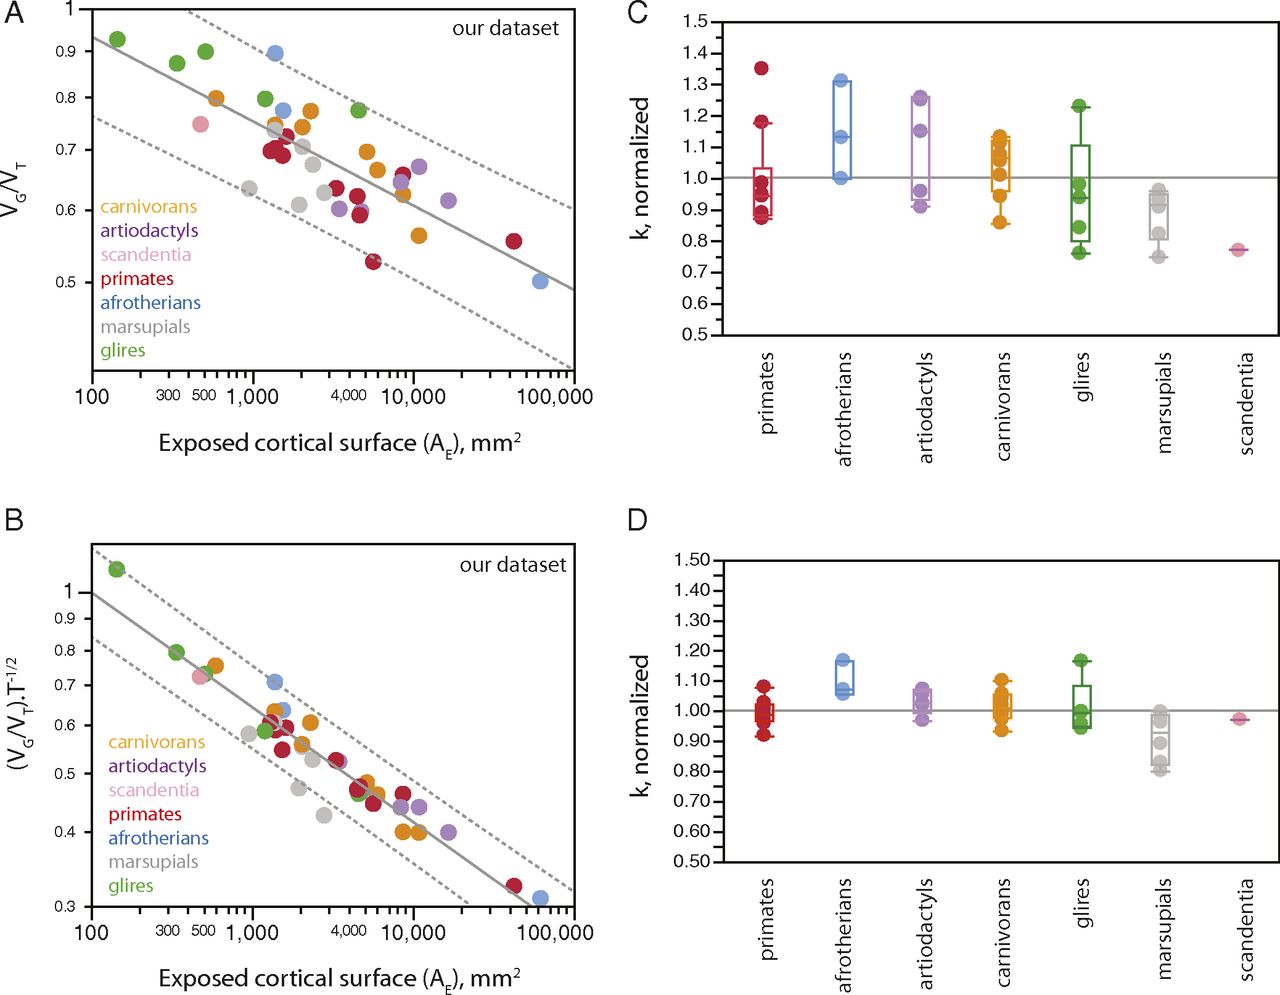 A
our dataset
1
0.9
0.8
0.7
0.6
0.5
V_G/V_T
carnivorans
artiodactyls
scandentia
primates
afrotherians
marsupials
glires
100
300
500
1,000
4,000
10,000
100,000
Exposed cortical surface (A_E), mm²
C
1.5
1.4
1.3
1.2
1.1
1.0
0.9
0.8
0.7
0.6
0.5
k, normalized
primates
afrotherians
artiodactyls
carnivorans
glires
marsupials
scandentia
B
our dataset
1
0.9
0.8
0.7
0.6
0.5
0.4
0.3
(V_G/V_T).T^-1/2
carnivorans
artiodactyls
scandentia
primates
afrotherians
marsupials
glires
100
300
500
1,000
4,000
10,000
100,000
Exposed cortical surface (A_E), mm²
D
1.50
1.40
1.30
1.20
1.10
1.00
0.90
0.80
0.70
0.60
0.50
k, normalized
primates
afrotherians
artiodactyls
carnivorans
glires
marsupials
scandentia